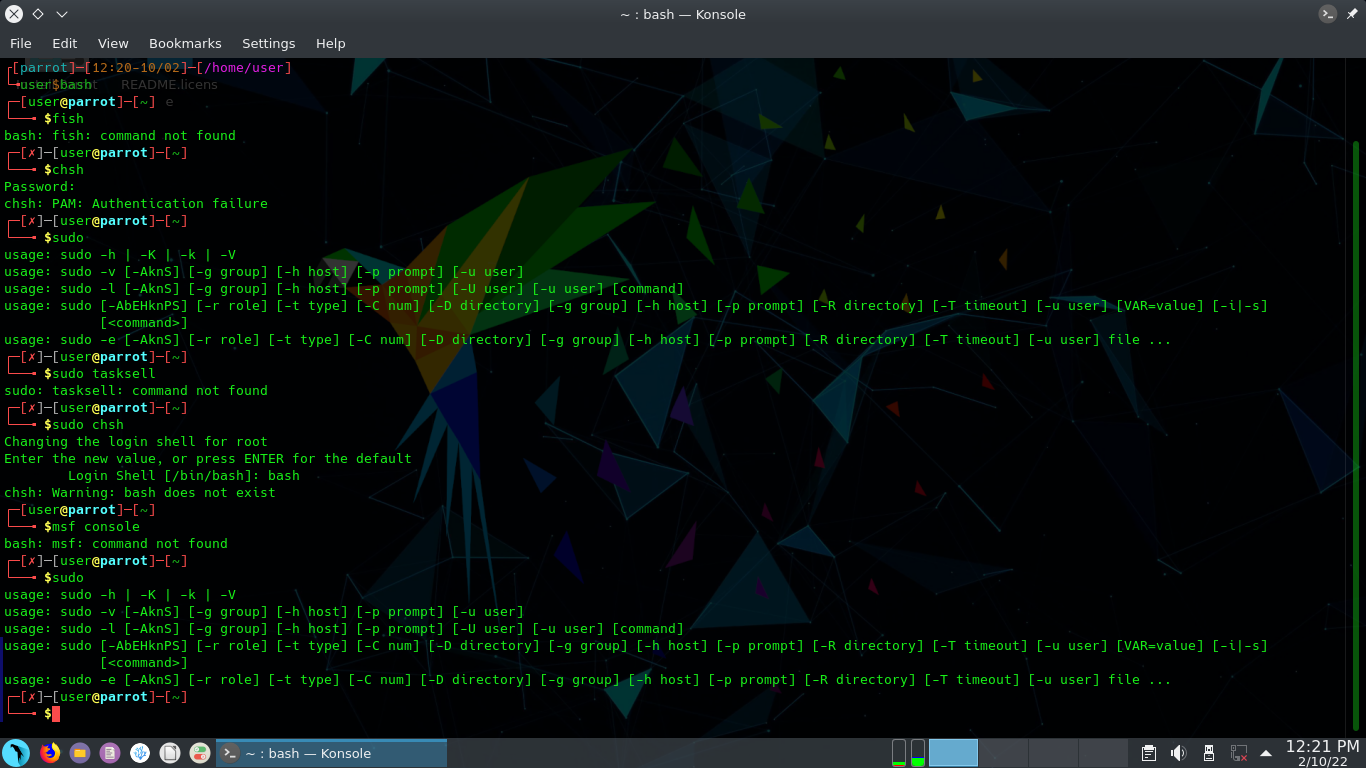 ~ : bash — Konsole
File Edit View Bookmarks Settings Help
┌[parrot]─[12:20-10/02]─[/home/user]
└╼user$bash README.licens
┌─[user@parrot]─[~] e
└──╼ $fish
bash: fish: command not found
┌─[✗]─[user@parrot]─[~]
└──╼ $chsh
Password:
chsh: PAM: Authentication failure
┌─[✗]─[user@parrot]─[~]
└──╼ $sudo
usage: sudo -h | -K | -k | -V
usage: sudo -v [-AknS] [-g group] [-h host] [-p prompt] [-u user]
usage: sudo -l [-AknS] [-g group] [-h host] [-p prompt] [-U user] [-u user] [command]
usage: sudo [-AbEHknPS] [-r role] [-t type] [-C num] [-D directory] [-g group] [-h host] [-p prompt] [-R directory] [-T timeout] [-u user] [VAR=value] [-i|-s]
[<command>]
usage: sudo -e [-AknS] [-r role] [-t type] [-C num] [-D directory] [-g group] [-h host] [-p prompt] [-R directory] [-T timeout] [-u user] file ...
┌─[✗]─[user@parrot]─[~]
└──╼ $sudo tasksell
sudo: tasksell: command not found
┌─[✗]─[user@parrot]─[~]
└──╼ $sudo chsh
Changing the login shell for root
Enter the new value, or press ENTER for the default
Login Shell [/bin/bash]: bash
chsh: Warning: bash does not exist
┌─[user@parrot]─[~]
└──╼ $msf console
bash: msf: command not found
┌─[✗]─[user@parrot]─[~]
└──╼ $sudo
usage: sudo -h | -K | -k | -V
usage: sudo -v [-AknS] [-g group] [-h host] [-p prompt] [-u user]
usage: sudo -l [-AknS] [-g group] [-h host] [-p prompt] [-U user] [-u user] [command]
usage: sudo [-AbEHknPS] [-r role] [-t type] [-C num] [-D directory] [-g group] [-h host] [-p prompt] [-R directory] [-T timeout] [-u user] [VAR=value] [-i|-s]
[<command>]
usage: sudo -e [-AknS] [-r role] [-t type] [-C num] [-D directory] [-g group] [-h host] [-p prompt] [-R directory] [-T timeout] [-u user] file ...
┌─[✗]─[user@parrot]─[~]
└──╼ $
~ : bash — Konsole
12:21 PM
2/10/22